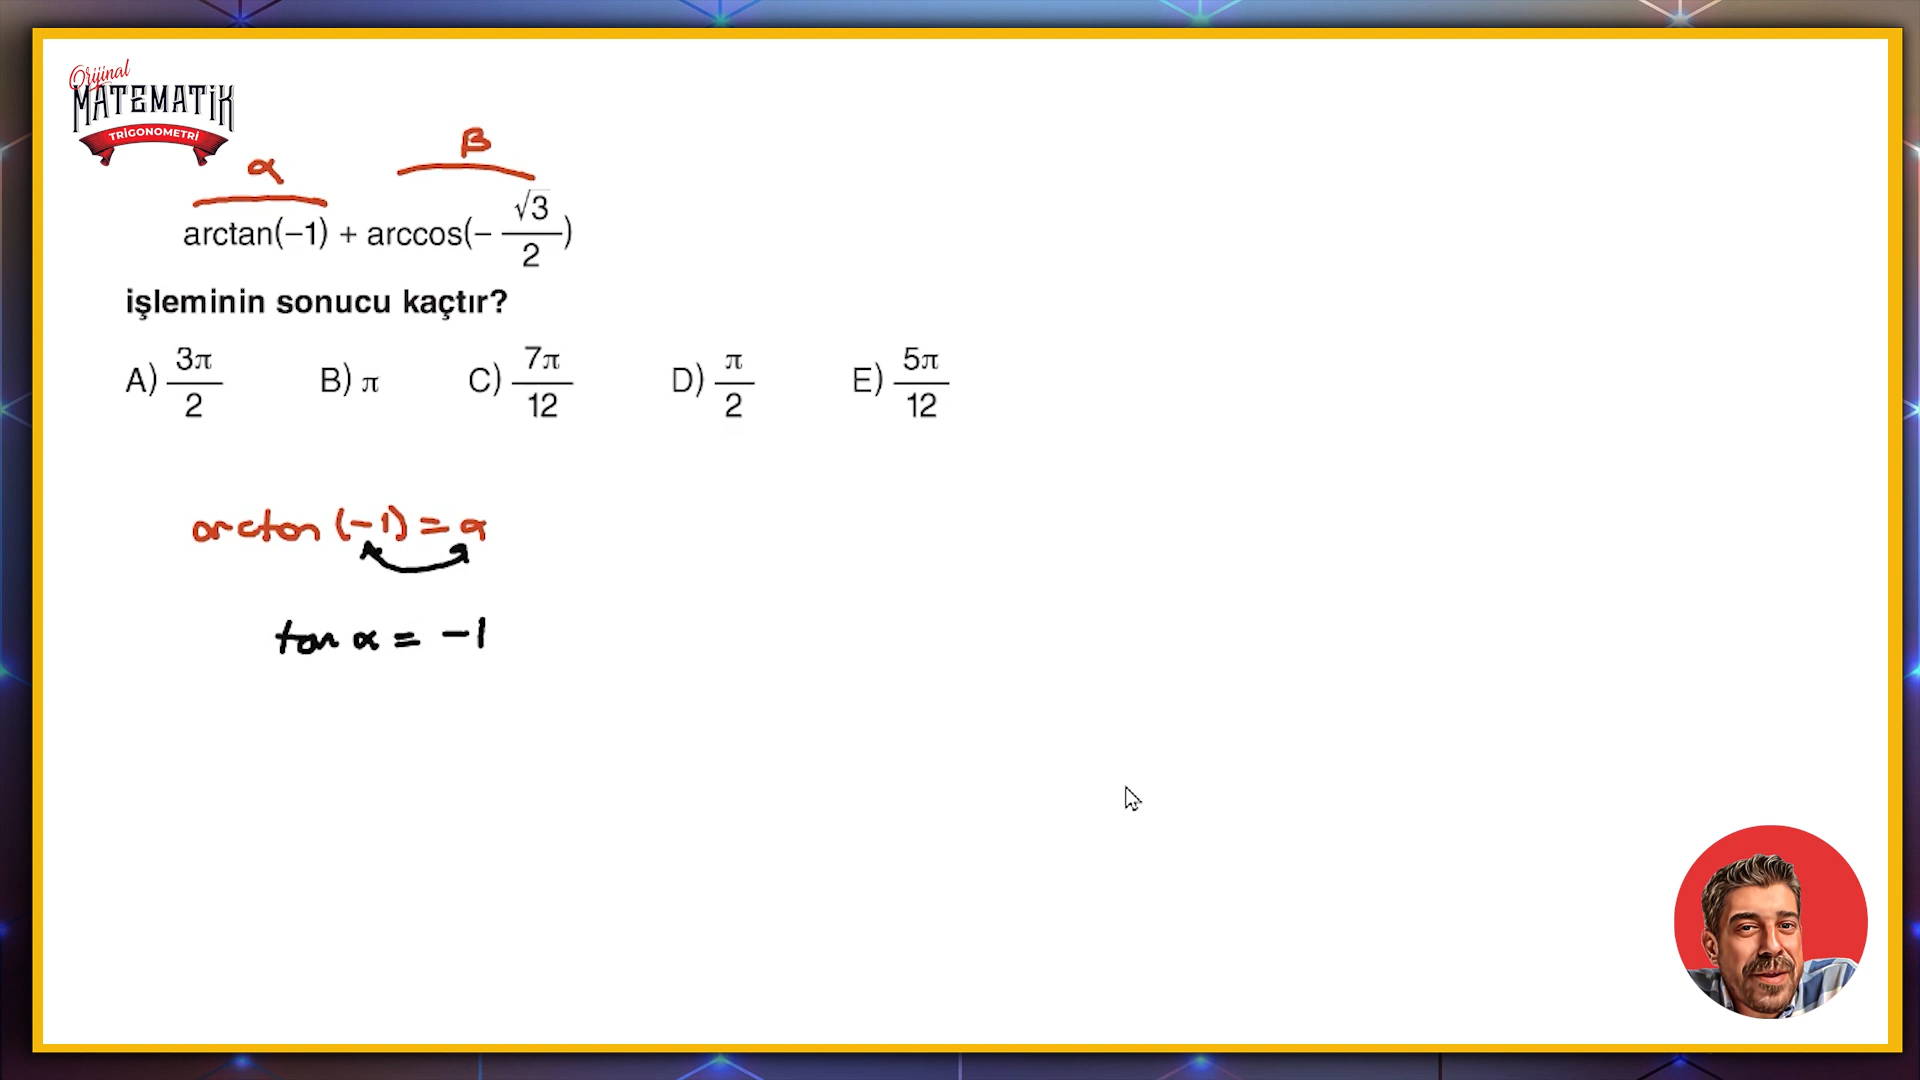 Orijinal
MATEMATİK
TRİGONOMETRİ
α
β
arctan(−1) + arccos(− √3/2)
işleminin sonucu kaçtır?
A) 3π/2 B) π C) 7π/12 D) π/2 E) 5π/12
arctan (−1) = α
tan α = −1